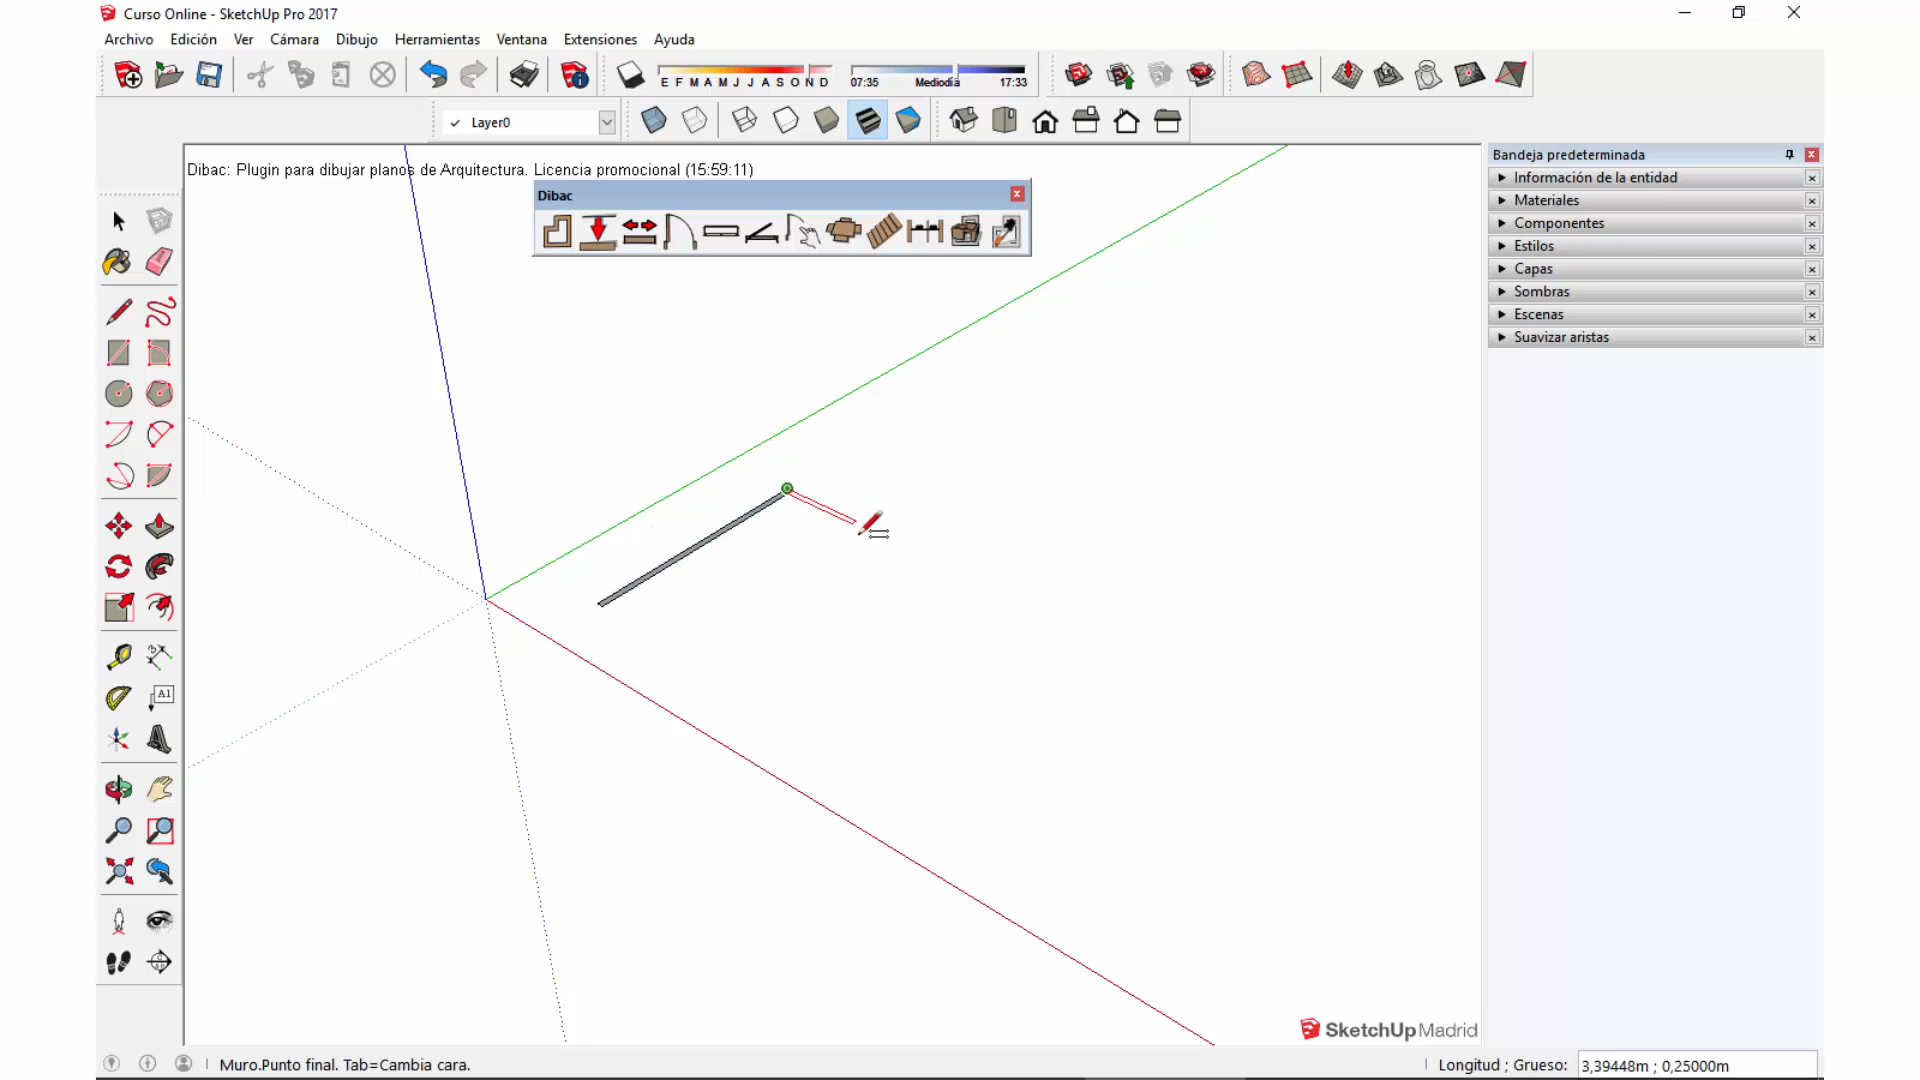 Curso Online - SketchUp Pro 2017
Archivo Edición Ver Cámara Dibujo Herramientas Ventana Extensiones Ayuda
E F M A M J J A S O N D 07:35 Mediodía 17:33
Layer0
Dibac: Plugin para dibujar planos de Arquitectura. Licencia promocional (15:59:11)
Dibac
Bandeja predeterminada
Información de la entidad
Materiales
Componentes
Estilos
Capas
Sombras
Escenas
Suavizar aristas
A1
SketchUp Madrid
Muro.Punto final. Tab=Cambia cara.
Longitud ; Grueso: 3,39448m ; 0,25000m